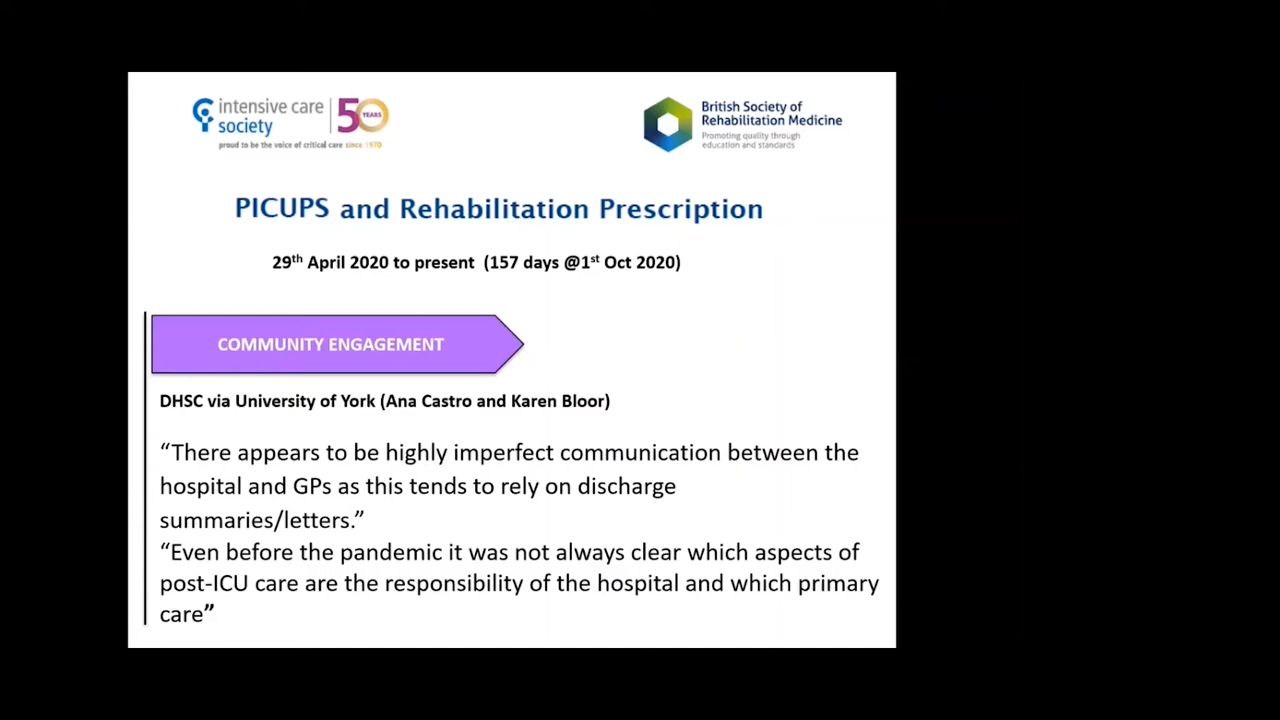 intensive care
society
50 YEARS
proud to be the voice of critical care since 1970
British Society of
Rehabilitation Medicine
Promoting quality through
education and standards
PICUPS and Rehabilitation Prescription
29th April 2020 to present (157 days @1st Oct 2020)
COMMUNITY ENGAGEMENT
DHSC via University of York (Ana Castro and Karen Bloor)
“There appears to be highly imperfect communication between the
hospital and GPs as this tends to rely on discharge
summaries/letters.”
“Even before the pandemic it was not always clear which aspects of
post-ICU care are the responsibility of the hospital and which primary
care”